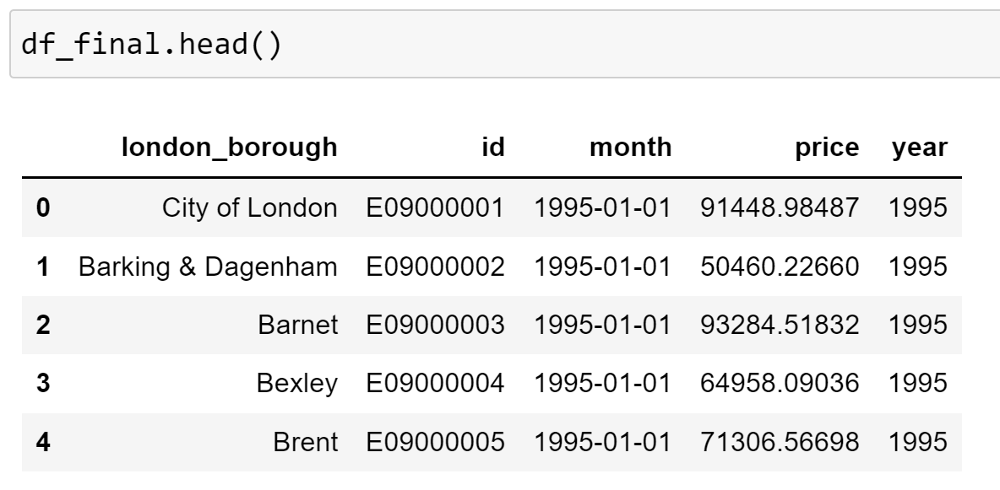 df_final.head()
london_borough id month price year
0 City of London E09000001 1995-01-01 91448.98487 1995
1 Barking & Dagenham E09000002 1995-01-01 50460.22660 1995
2 Barnet E09000003 1995-01-01 93284.51832 1995
3 Bexley E09000004 1995-01-01 64958.09036 1995
4 Brent E09000005 1995-01-01 71306.56698 1995